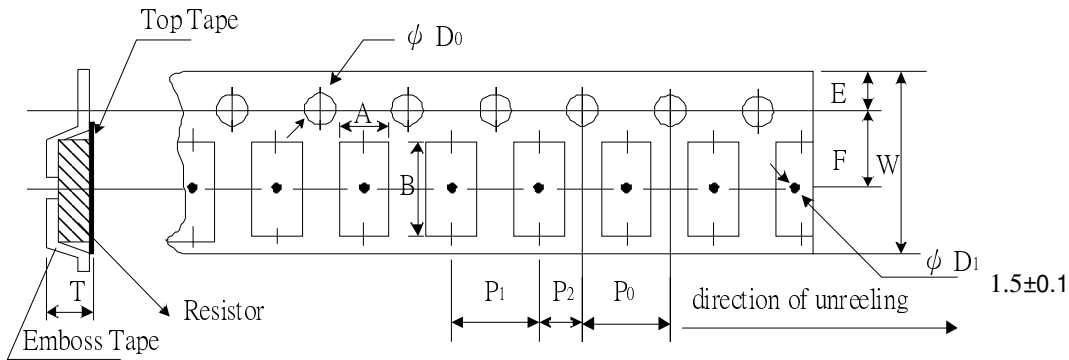 Top Tape
ϕ D0
A
E
F
W
B
ϕ D1
1.5±0.1
T
Resistor
P1
P2
P0
direction of unreeling
Emboss Tape